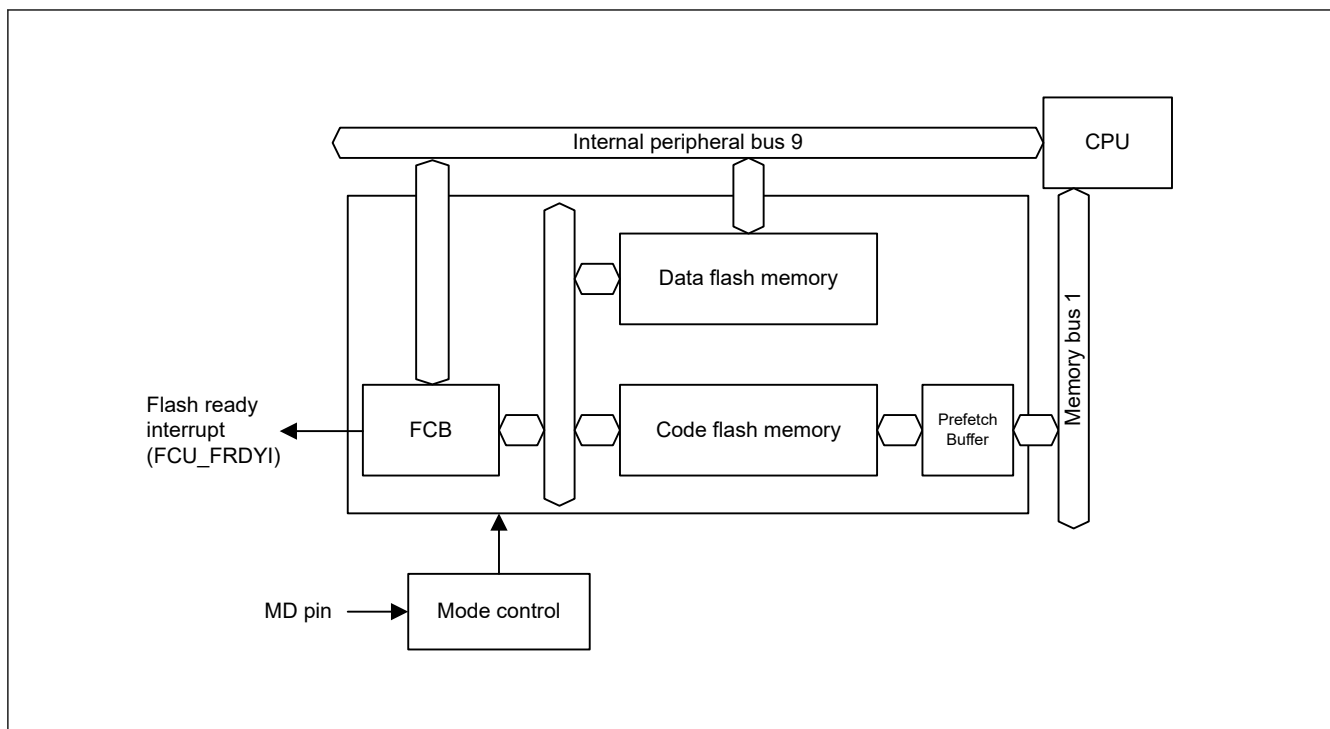 Internal peripheral bus 9
CPU
Data flash memory
Memory bus 1
Flash ready
interrupt
(FCU_FRDYI)
FCB
Code flash memory
Prefetch
Buffer
MD pin
Mode control